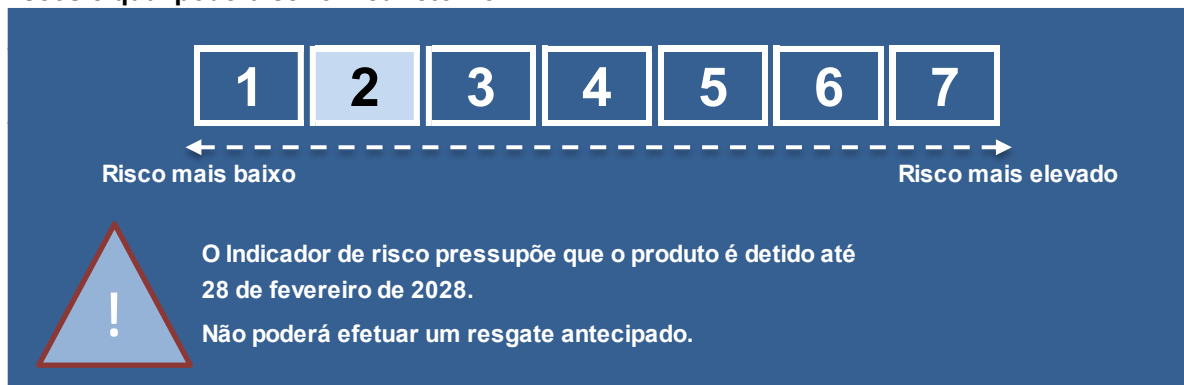 1 2 3 4 5 6 7
Risco mais baixo Risco mais elevado
O Indicador de risco pressupõe que o produto é detido até
28 de fevereiro de 2028.
!
Não poderá efetuar um resgate antecipado.